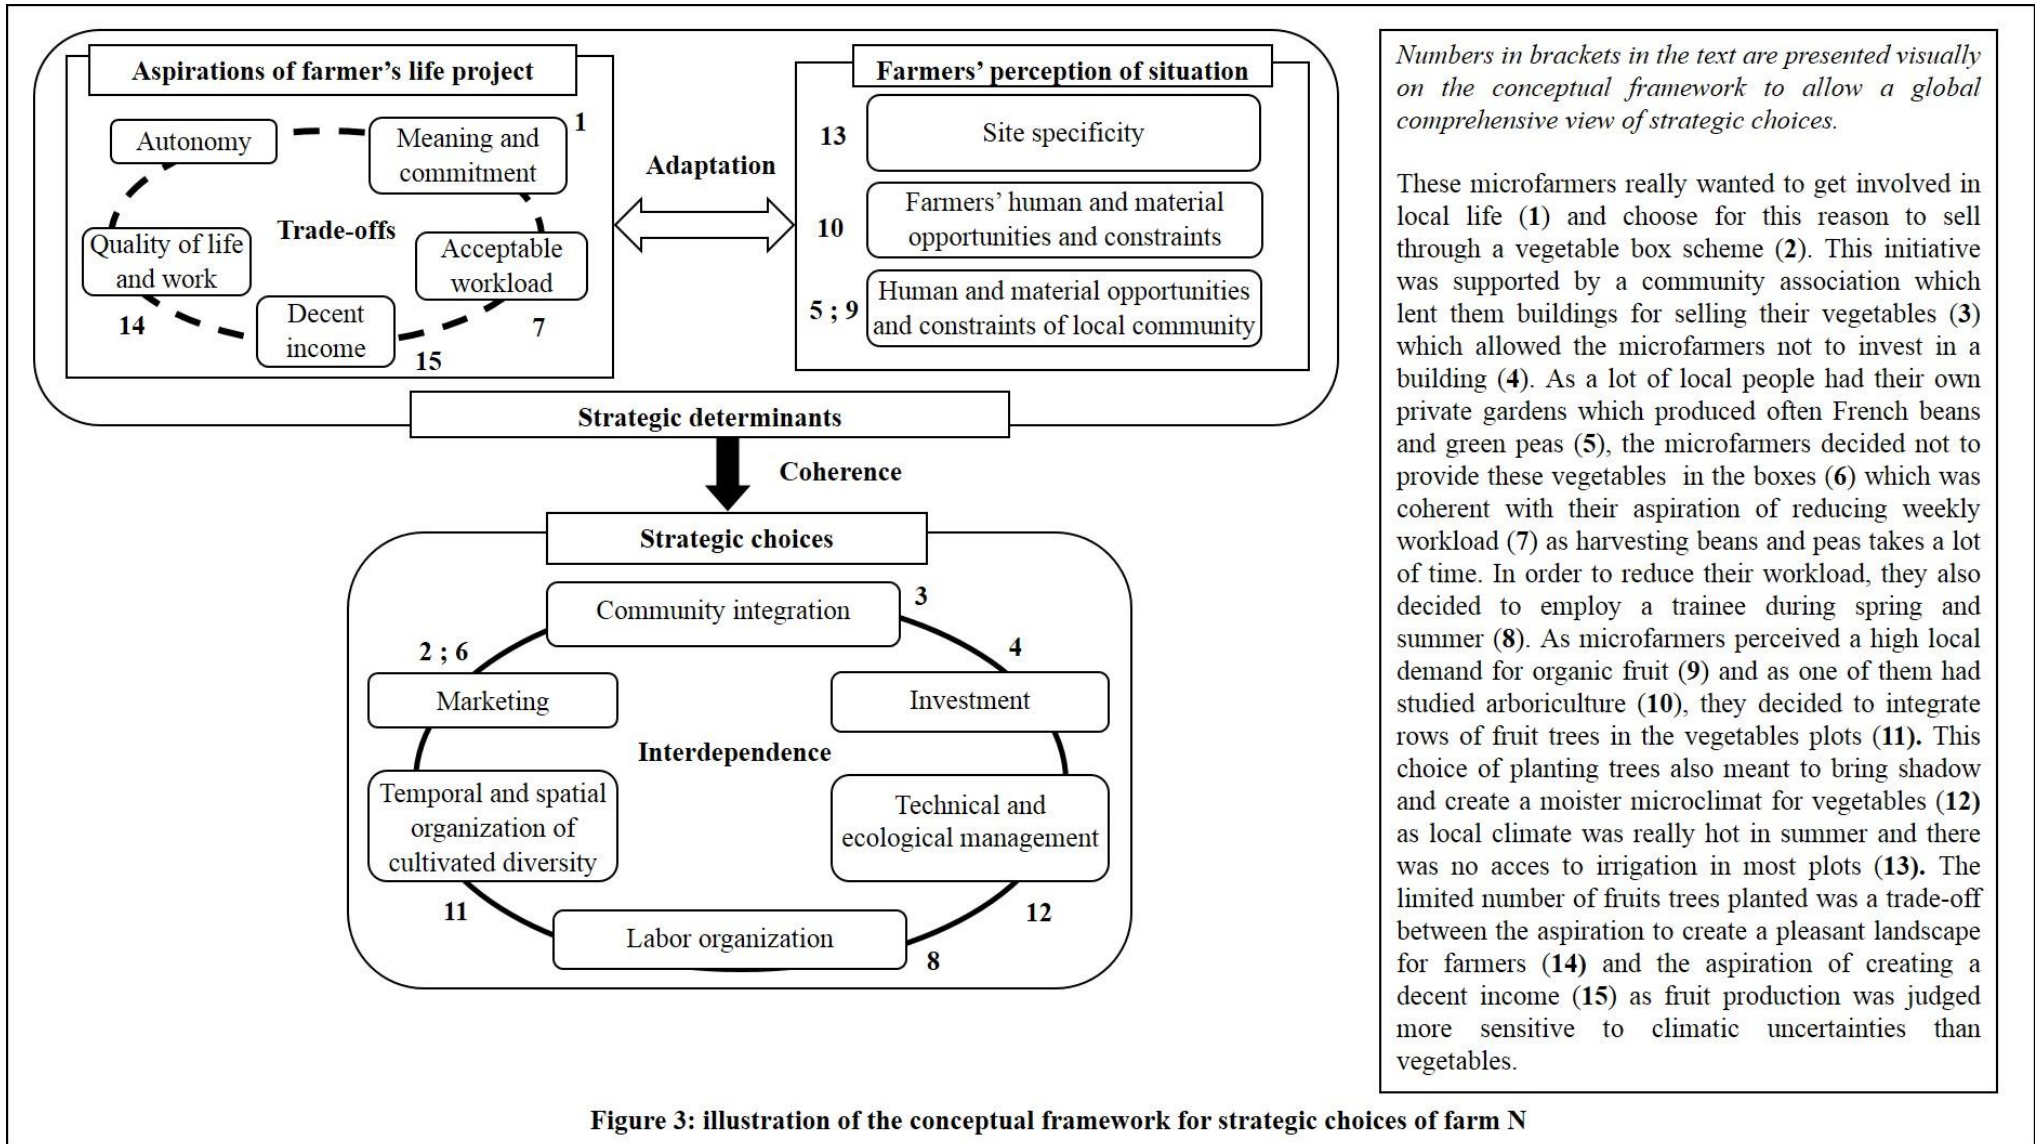 Aspirations of farmer's life project
Autonomy
Meaning and
commitment
1
Trade-offs
Quality of life
and work
14
Acceptable
workload
7
Decent
income
15
Adaptation
Farmers' perception of situation
13
Site specificity
10
Farmers' human and material
opportunities and constraints
5 ; 9
Human and material opportunities
and constraints of local community
Strategic determinants
Coherence
Strategic choices
Community integration
3
2 ; 6
4
Marketing
Investment
Interdependence
Temporal and spatial
organization of
cultivated diversity
Technical and
ecological management
11
12
Labor organization
8
Numbers in brackets in the text are presented visually
on the conceptual framework to allow a global
comprehensive view of strategic choices.
These microfarmers really wanted to get involved in
local life (1) and choose for this reason to sell
through a vegetable box scheme (2). This initiative
was supported by a community association which
lent them buildings for selling their vegetables (3)
which allowed the microfarmers not to invest in a
building (4). As a lot of local people had their own
private gardens which produced often French beans
and green peas (5), the microfarmers decided not to
provide these vegetables in the boxes (6) which was
coherent with their aspiration of reducing weekly
workload (7) as harvesting beans and peas takes a lot
of time. In order to reduce their workload, they also
decided to employ a trainee during spring and
summer (8). As microfarmers perceived a high local
demand for organic fruit (9) and as one of them had
studied arboriculture (10), they decided to integrate
rows of fruit trees in the vegetables plots (11). This
choice of planting trees also meant to bring shadow
and create a moister microclimat for vegetables (12)
as local climate was really hot in summer and there
was no acces to irrigation in most plots (13). The
limited number of fruits trees planted was a trade-off
between the aspiration to create a pleasant landscape
for farmers (14) and the aspiration of creating a
decent income (15) as fruit production was judged
more sensitive to climatic uncertainties than
vegetables.
Figure 3: illustration of the conceptual framework for strategic choices of farm N